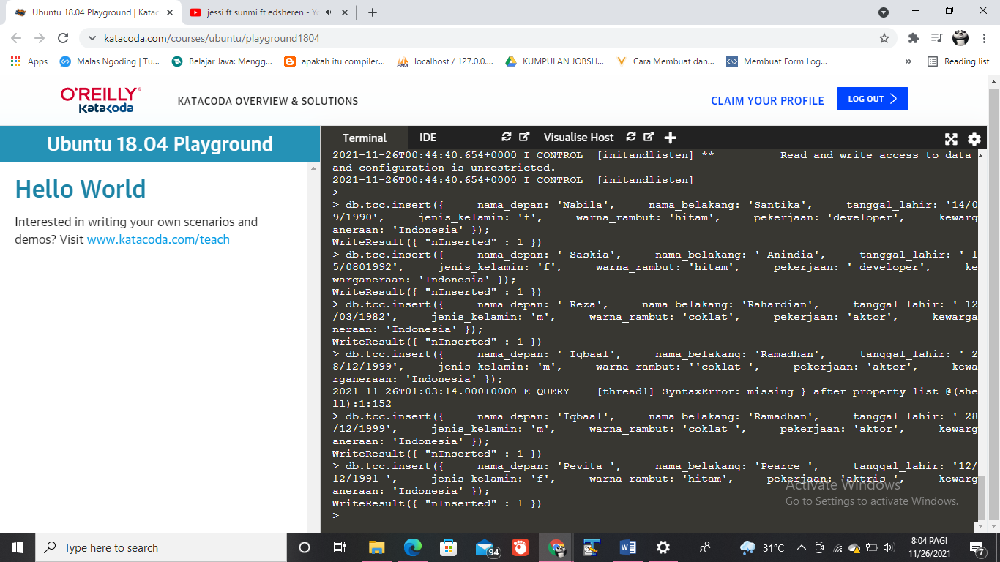 Ubuntu 18.04 Playground | Katac
jessi ft sunmi ft edsheren - Yo
katacoda.com/courses/ubuntu/playground1804
Apps Malas Ngoding | Tu... Belajar Java: Mengg... apakah itu compiler... localhost / 127.0.0.... KUMPULAN JOBSH... Cara Membuat dan... Membuat Form Log... » Reading list
PMA
O'REILLY®
KataKoda
KATACODA OVERVIEW & SOLUTIONS
CLAIM YOUR PROFILE
LOG OUT
Ubuntu 18.04 Playground
Hello World
Interested in writing your own scenarios and
demos? Visit www.katacoda.com/teach
Terminal IDE Visualise Host
2021-11-26T00:44:40.654+0000 I CONTROL [initandlisten] ** Read and write access to data
and configuration is unrestricted.
2021-11-26T00:44:40.654+0000 I CONTROL [initandlisten]
>
> db.tcc.insert({ nama_depan: 'Nabila', nama_belakang: 'Santika', tanggal_lahir: '14/0
9/1990', jenis_kelamin: 'f', warna_rambut: 'hitam', pekerjaan: 'developer', kewarg
aneraan: 'Indonesia' });
WriteResult({ "nInserted" : 1 })
> db.tcc.insert({ nama_depan: ' Saskia', nama_belakang: ' Anindia', tanggal_lahir: ' 1
5/0801992', jenis_kelamin: 'f', warna_rambut: 'hitam', pekerjaan: ' developer', ke
warganeraan: 'Indonesia' });
WriteResult({ "nInserted" : 1 })
> db.tcc.insert({ nama_depan: ' Reza', nama_belakang: 'Rahardian', tanggal_lahir: ' 12
/03/1982', jenis_kelamin: 'm', warna_rambut: 'coklat', pekerjaan: 'aktor', kewarga
neraan: 'Indonesia' });
WriteResult({ "nInserted" : 1 })
> db.tcc.insert({ nama_depan: ' Iqbaal', nama_belakang: 'Ramadhan', tanggal_lahir: ' 2
8/12/1999', jenis_kelamin: 'm', warna_rambut: ''coklat ', pekerjaan: 'aktor', kewa
rganeraan: 'Indonesia' });
2021-11-26T01:03:14.000+0000 E QUERY [thread1] SyntaxError: missing } after property list @(she
ll):1:152
> db.tcc.insert({ nama_depan: 'Iqbaal', nama_belakang: 'Ramadhan', tanggal_lahir: ' 28
/12/1999', jenis_kelamin: 'm', warna_rambut: 'coklat ', pekerjaan: 'aktor', kewarg
aneraan: 'Indonesia' });
WriteResult({ "nInserted" : 1 })
> db.tcc.insert({ nama_depan: 'Pevita ', nama_belakang: 'Pearce ', tanggal_lahir: '12/
12/1991 ', jenis_kelamin: 'f', warna_rambut: 'hitam', pekerjaan: 'aktris ', kewarg
aneraan: 'Indonesia' });
WriteResult({ "nInserted" : 1 })
>
Activate Windows
Go to Settings to activate Windows.
Type here to search
94
31°C
8:04 PAGI
11/26/2021
7